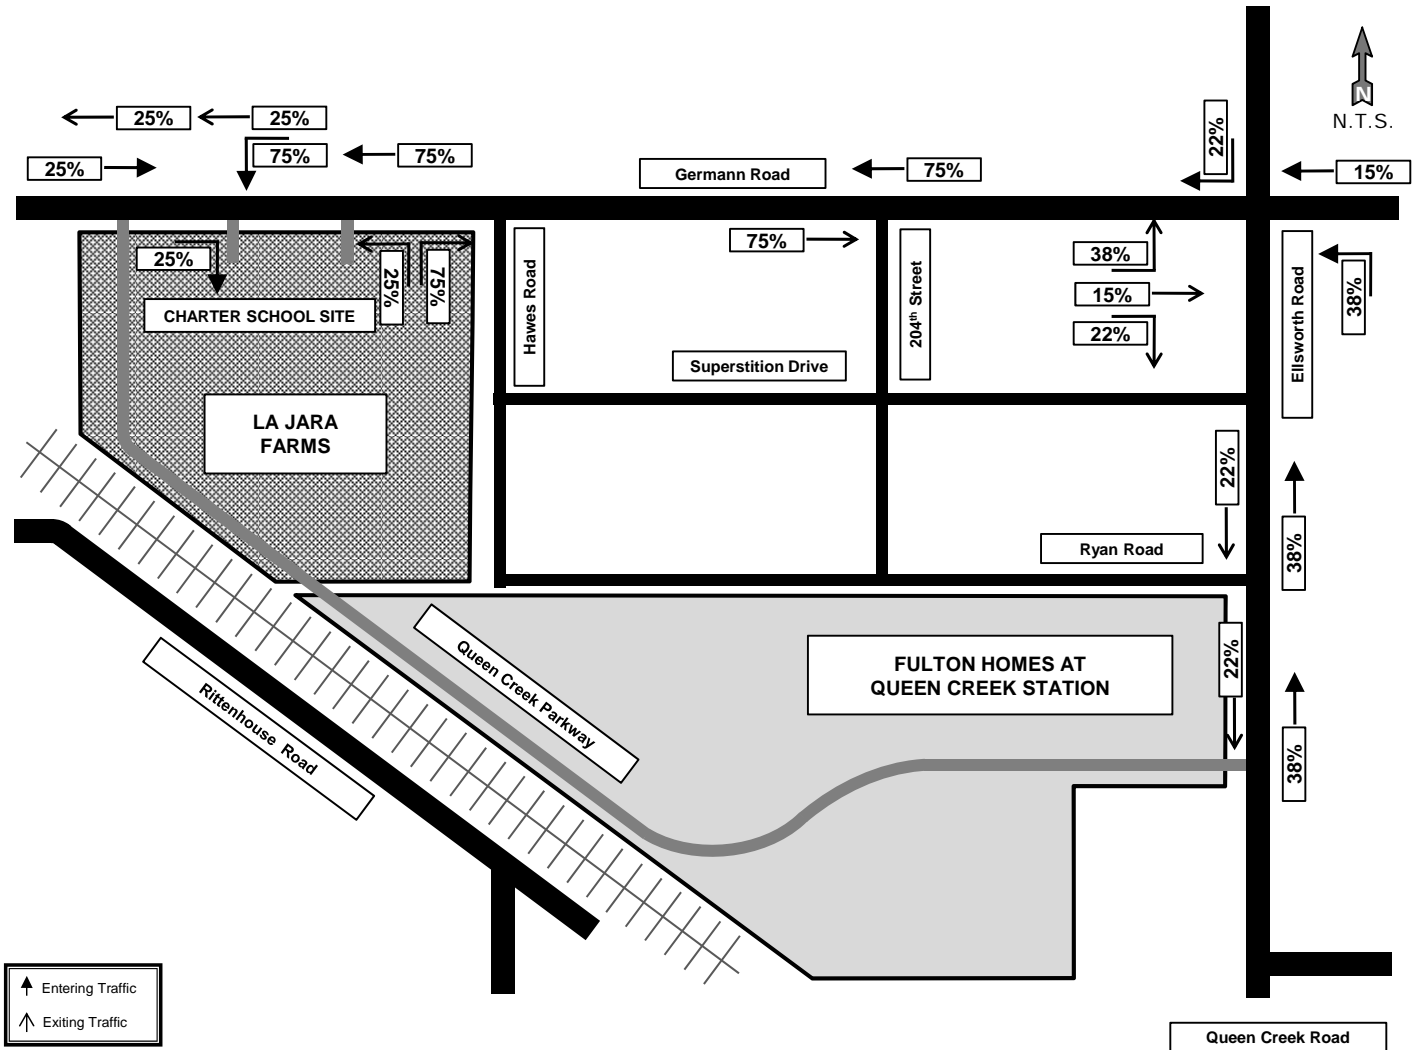 N
N.T.S.
25%
25%
22%
25%
75%
75%
Germann Road
75%
15%
25%
25%
75%
CHARTER SCHOOL SITE
Hawes Road
75%
204th Street
38%
15%
22%
Ellsworth Road
38%
Superstition Drive
LA JARA
FARMS
22%
38%
Ryan Road
Queen Creek Parkway
Rittenhouse Road
FULTON HOMES AT
QUEEN CREEK STATION
22%
38%
Entering Traffic
Exiting Traffic
Queen Creek Road